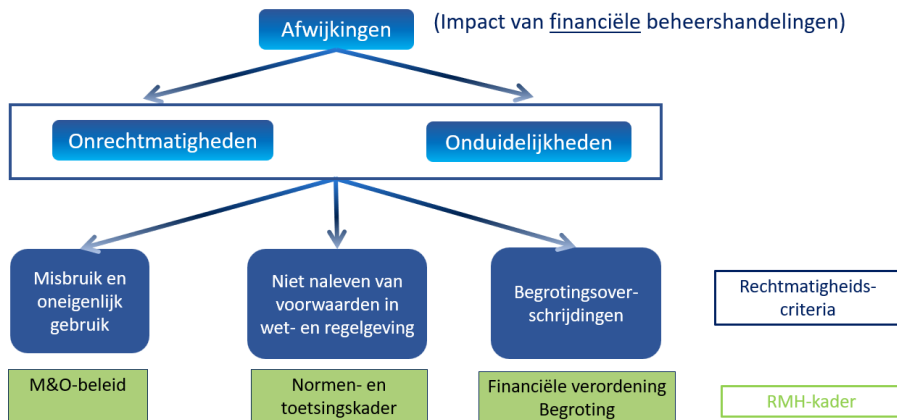 Afwijkingen
(Impact van financiële beheershandelingen)
Onrechtmatigheden
Onduidelijkheden
Misbruik en
oneigenlijk
gebruik
Niet naleven van
voorwaarden in
wet- en regelgeving
Begrotingsover-
schrijdingen
Rechtmatigheids-
criteria
M&O-beleid
Normen- en
toetsingskader
Financiële verordening
Begroting
RMH-kader